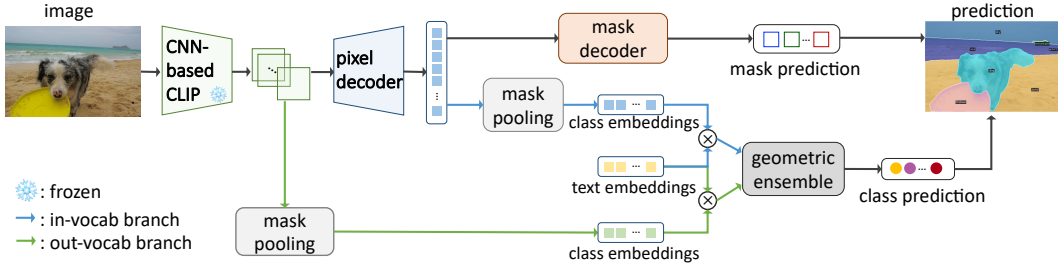 image
CNN-
based
CLIP
pixel
decoder
mask
decoder
mask prediction
prediction
mask
pooling
class embeddings
text embeddings
geometric
ensemble
class prediction
: frozen
: in-vocab branch
: out-vocab branch
mask
pooling
class embeddings